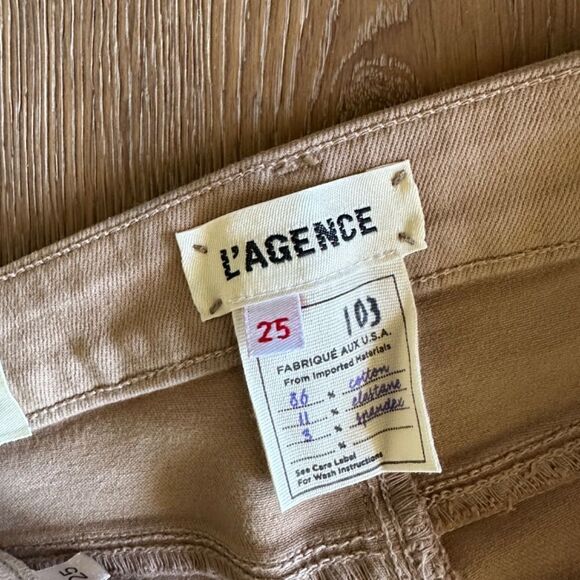 L'AGENCE
25
103
FABRIQUÉ AUX U.S.A.
From Imported Materials
86 % cotton
11 % elastane
3 % spandex
%
See Care Label
For Wash Instructions
25